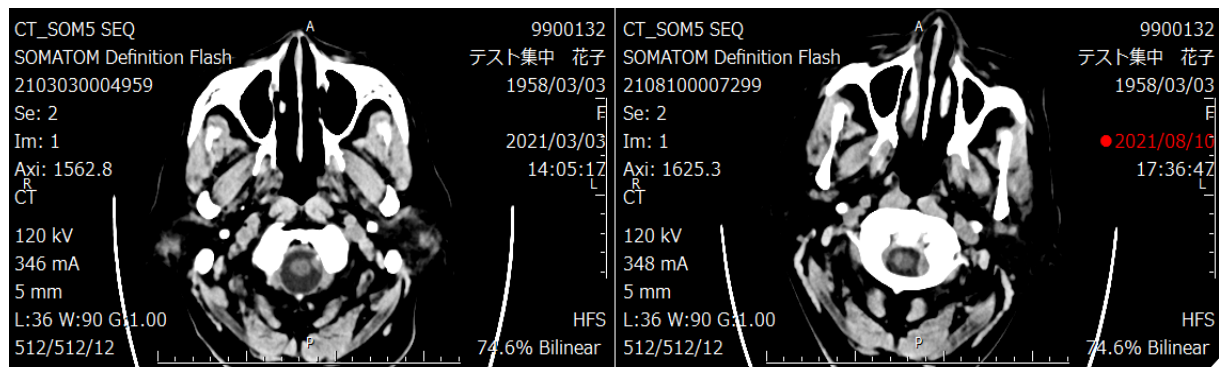 CT_SOM5 SEQ
SOMATOM Definition Flash
2103030004959
Se: 2
Im: 1
Axi: 1562.8
R
CT
120 kV
346 mA
5 mm
L:36 W:90 G:1.00
512/512/12
A
P
9900132
テスト集中 花子
1958/03/03
F
2021/03/03
14:05:17
L
HFS
74.6% Bilinear
CT_SOM5 SEQ
SOMATOM Definition Flash
2108100007299
Se: 2
Im: 1
Axi: 1625.3
R
CT
120 kV
348 mA
5 mm
L:36 W:90 G:1.00
512/512/12
A
P
9900132
テスト集中 花子
1958/03/03
F
●2021/08/10
17:36:47
L
HFS
74.6% Bilinear